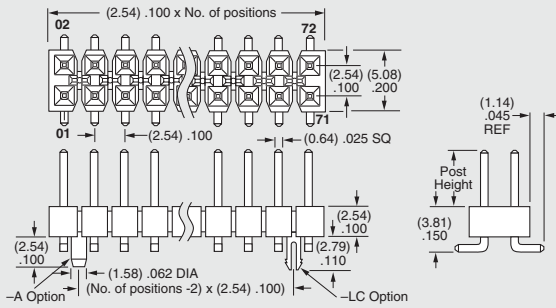 (2.54) .100 x No. of positions
02
72
(2.54)
.100
(5.08)
.200
01
71
(2.54) .100
(0.64) .025 SQ
(1.14)
.045
REF
Post
Height
(2.54)
.100
(3.81)
.150
(2.54)
.100
(2.79)
.110
(1.58) .062 DIA
–A Option
(No. of positions -2) x (2.54) .100)
–LC Option